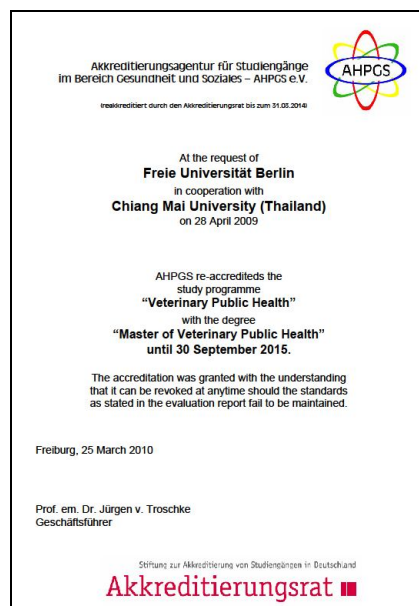 Akkreditierungsagentur für Studiengänge
im Bereich Gesundheit und Soziales – AHPGS e.V.
AHPGS
(reakkreditiert durch den Akkreditierungsrat bis zum 31.03.2014)
At the request of
Freie Universität Berlin
in cooperation with
Chiang Mai University (Thailand)
on 28 April 2009
AHPGS re-accrediteds the
study programme
“Veterinary Public Health”
with the degree
“Master of Veterinary Public Health”
until 30 September 2015.
The accreditation was granted with the understanding
that it can be revoked at anytime should the standards
as stated in the evaluation report fail to be maintained.
Freiburg, 25 March 2010
Prof. em. Dr. Jürgen v. Troschke
Geschäftsführer
Stiftung zur Akkreditierung von Studiengängen in Deutschland
Akkreditierungsrat